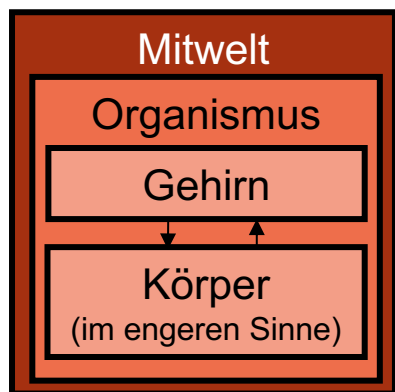 Mitwelt
Organismus
Gehirn
Körper
(im engeren Sinne)